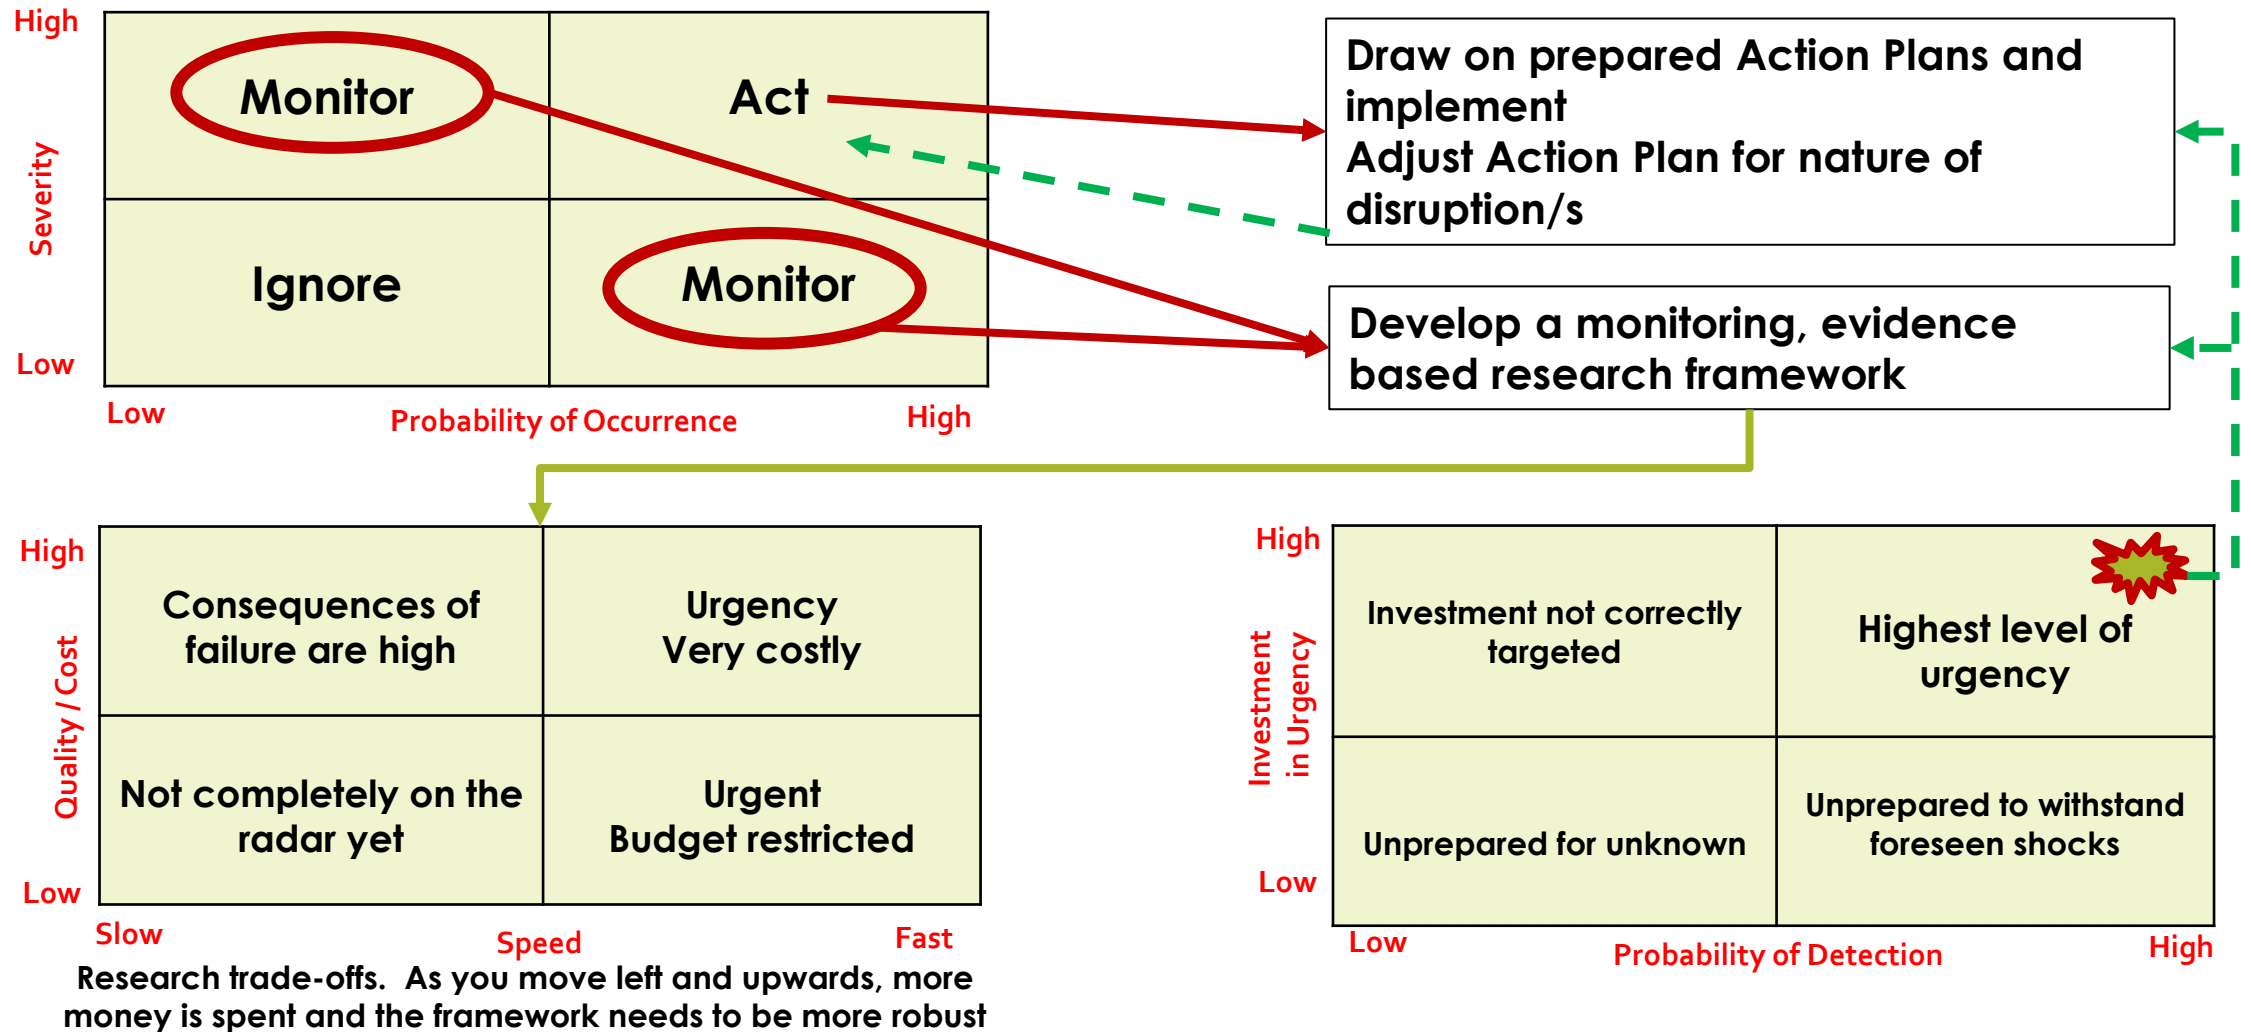 High
Monitor
Act
Severity
Ignore
Monitor
Low
Low
Probability of Occurrence
High
Draw on prepared Action Plans and
implement
Adjust Action Plan for nature of
disruption/s
Develop a monitoring, evidence
based research framework
High
Consequences of
failure are high
Urgency
Very costly
Quality / Cost
Not completely on the
radar yet
Urgent
Budget restricted
Low
Slow
Speed
Fast
Research trade-offs. As you move left and upwards, more
money is spent and the framework needs to be more robust
High
Investment not correctly
targeted
Highest level of
urgency
Investment
in Urgency
Unprepared for unknown
Unprepared to withstand
foreseen shocks
Low
Low
Probability of Detection
High